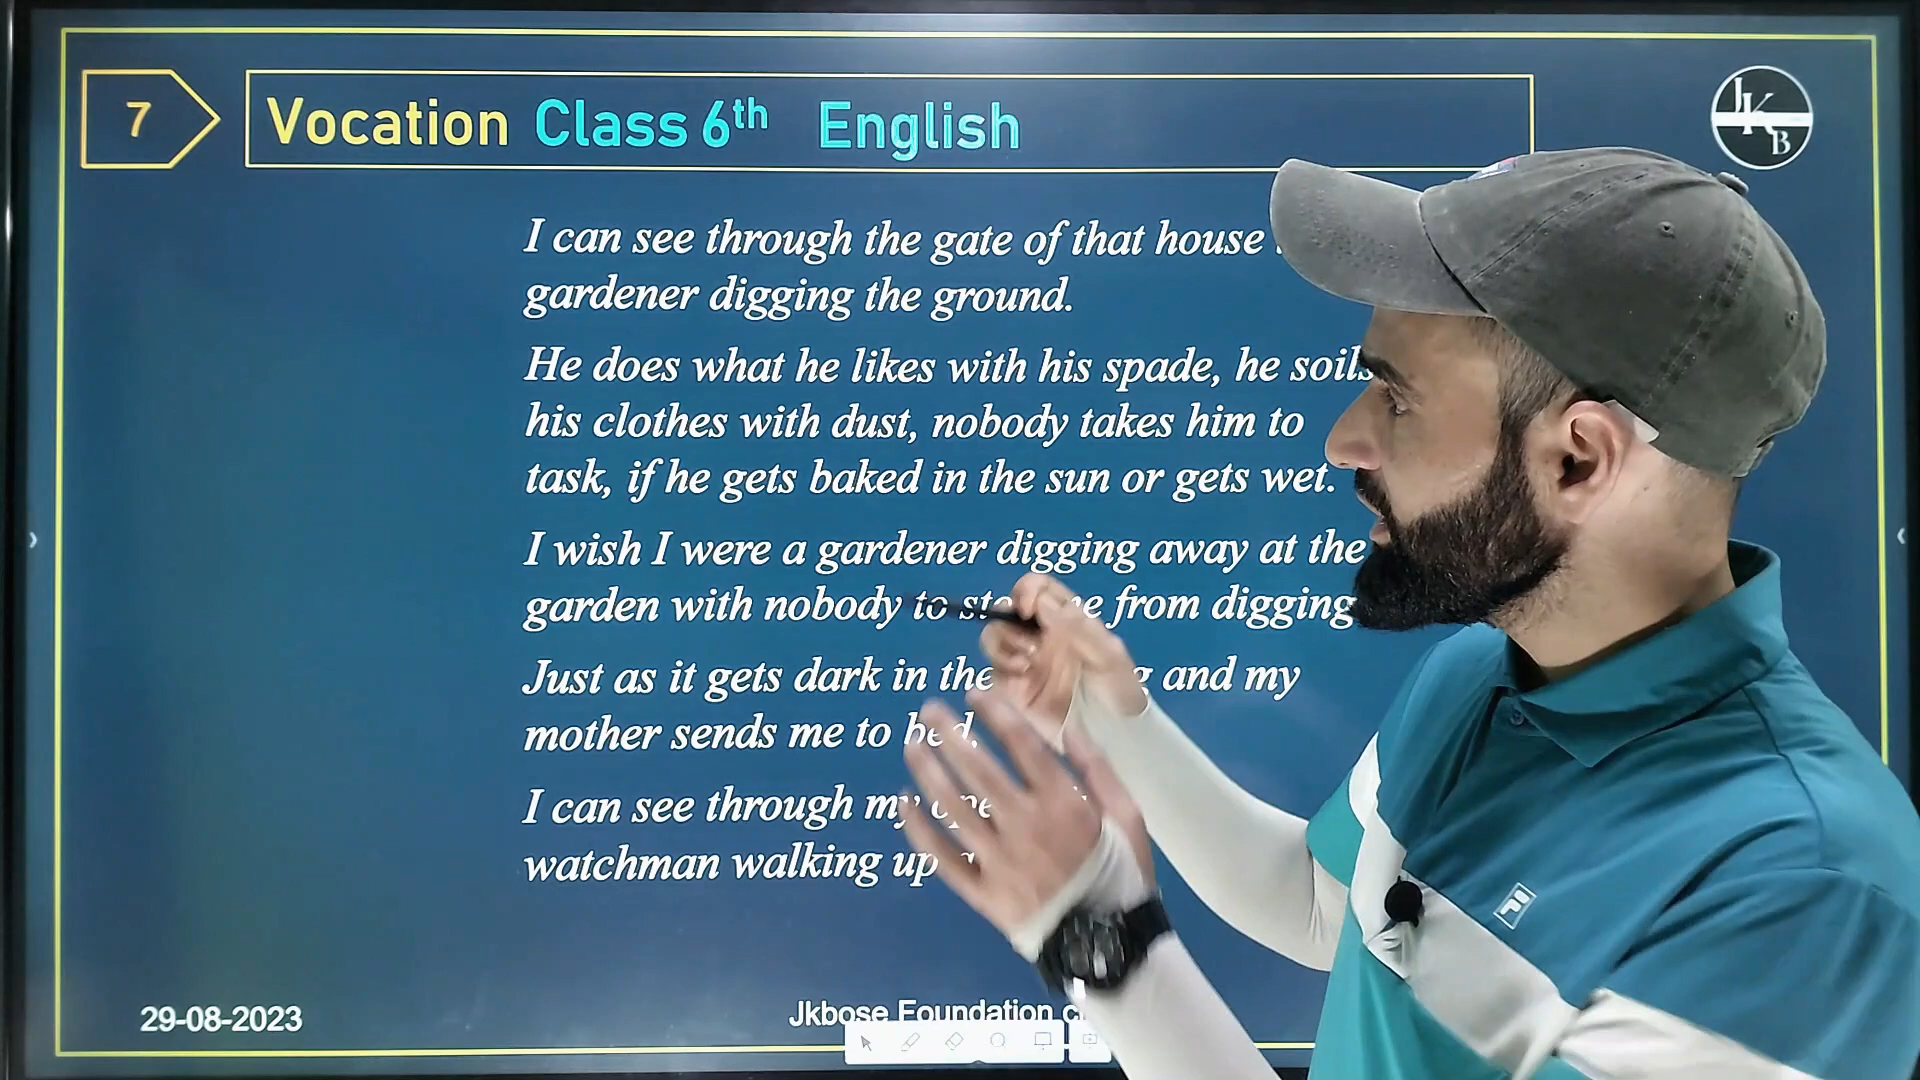 7
Vocation Class 6th English
JKB
I can see through the gate of that house
gardener digging the ground.
He does what he likes with his spade, he soils
his clothes with dust, nobody takes him to
task, if he gets baked in the sun or gets wet.
I wish I were a gardener digging away at the
garden with nobody to from digging
Just as it gets dark in the and my
mother sends me to bed,
I can see through my
watchman walking up
29-08-2023
Jkbose Foundation